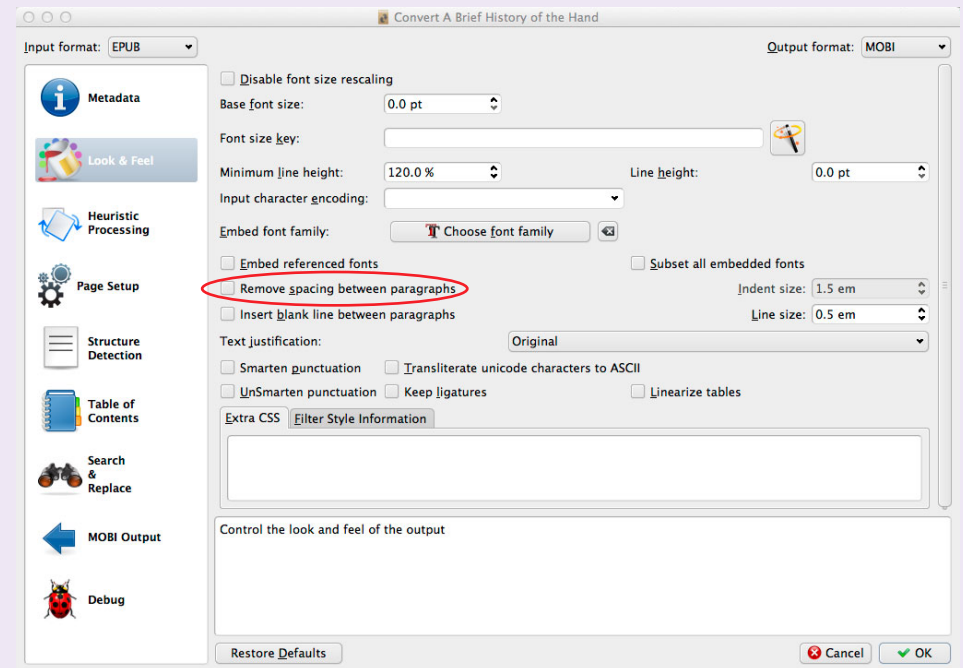 Convert A Brief History of the Hand
Input format: EPUB
Output format: MOBI
Metadata
Look & Feel
Heuristic
Processing
Page Setup
Structure
Detection
Table of
Contents
Search
&
Replace
MOBI Output
Debug
Disable font size rescaling
Base font size: 0.0 pt
Font size key:
Minimum line height: 120.0 % Line height: 0.0 pt
Input character encoding:
Embed font family: Choose font family
Embed referenced fonts Subset all embedded fonts
Remove spacing between paragraphs Indent size: 1.5 em
Insert blank line between paragraphs Line size: 0.5 em
Text justification: Original
Smarten punctuation Transliterate unicode characters to ASCII
UnSmarten punctuation Keep ligatures Linearize tables
Extra CSS Filter Style Information
Control the look and feel of the output
Restore Defaults Cancel OK